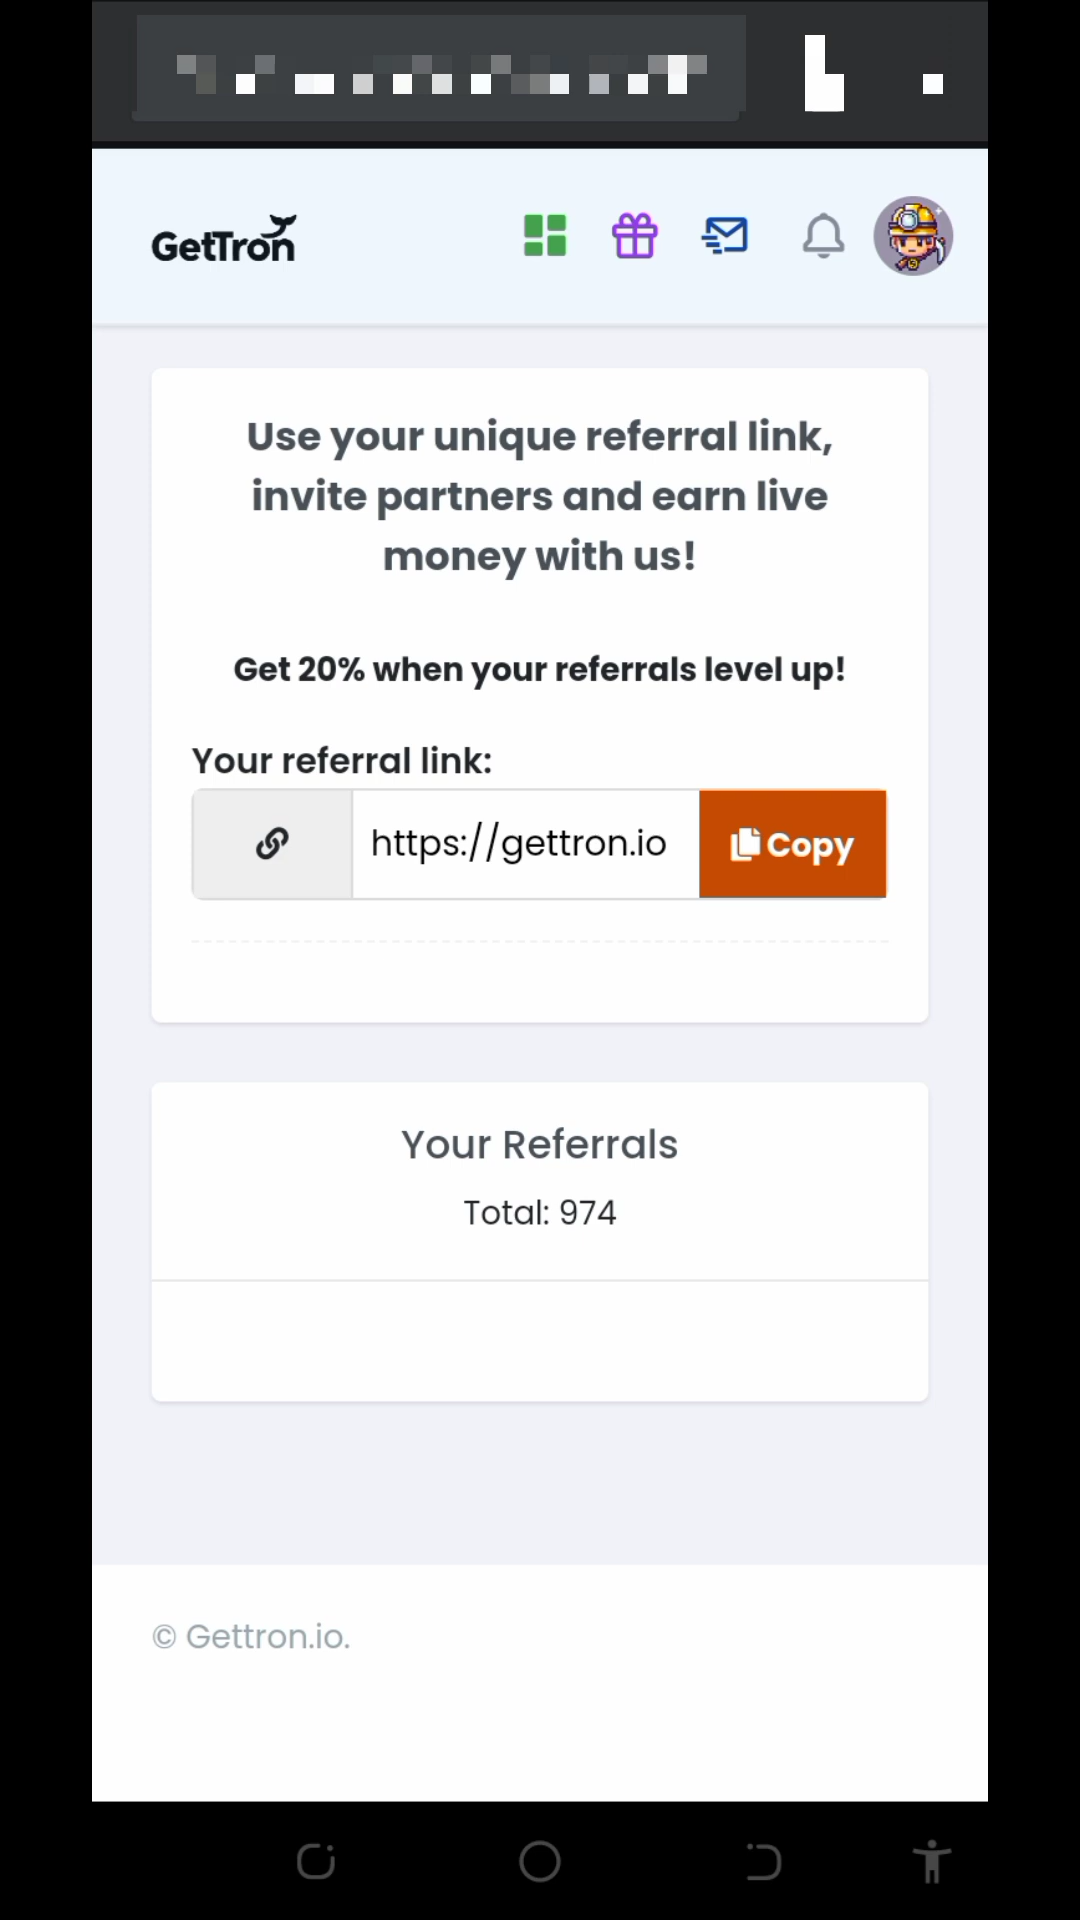 GetTron
Use your unique referral link,
invite partners and earn live
money with us!
Get 20% when your referrals level up!
Your referral link:
https://gettron.io
Copy
Your Referrals
Total: 974
© Gettron.io.